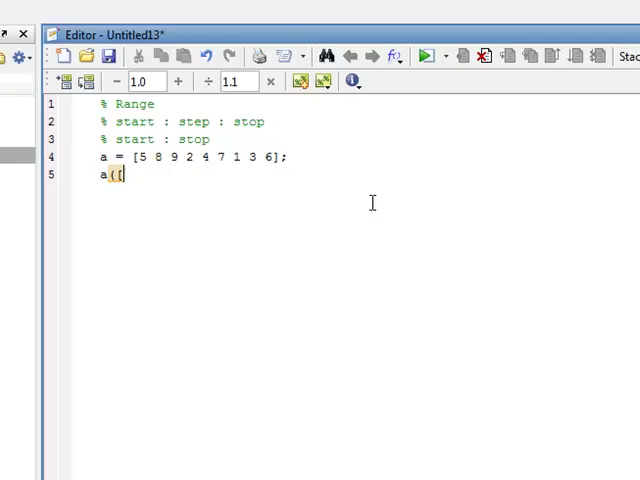 Editor - Untitled13*
1.0
1.1
Stac
1 % Range
2 % start : step : stop
3 % start : stop
4 a = [5 8 9 2 4 7 1 3 6];
5 a([